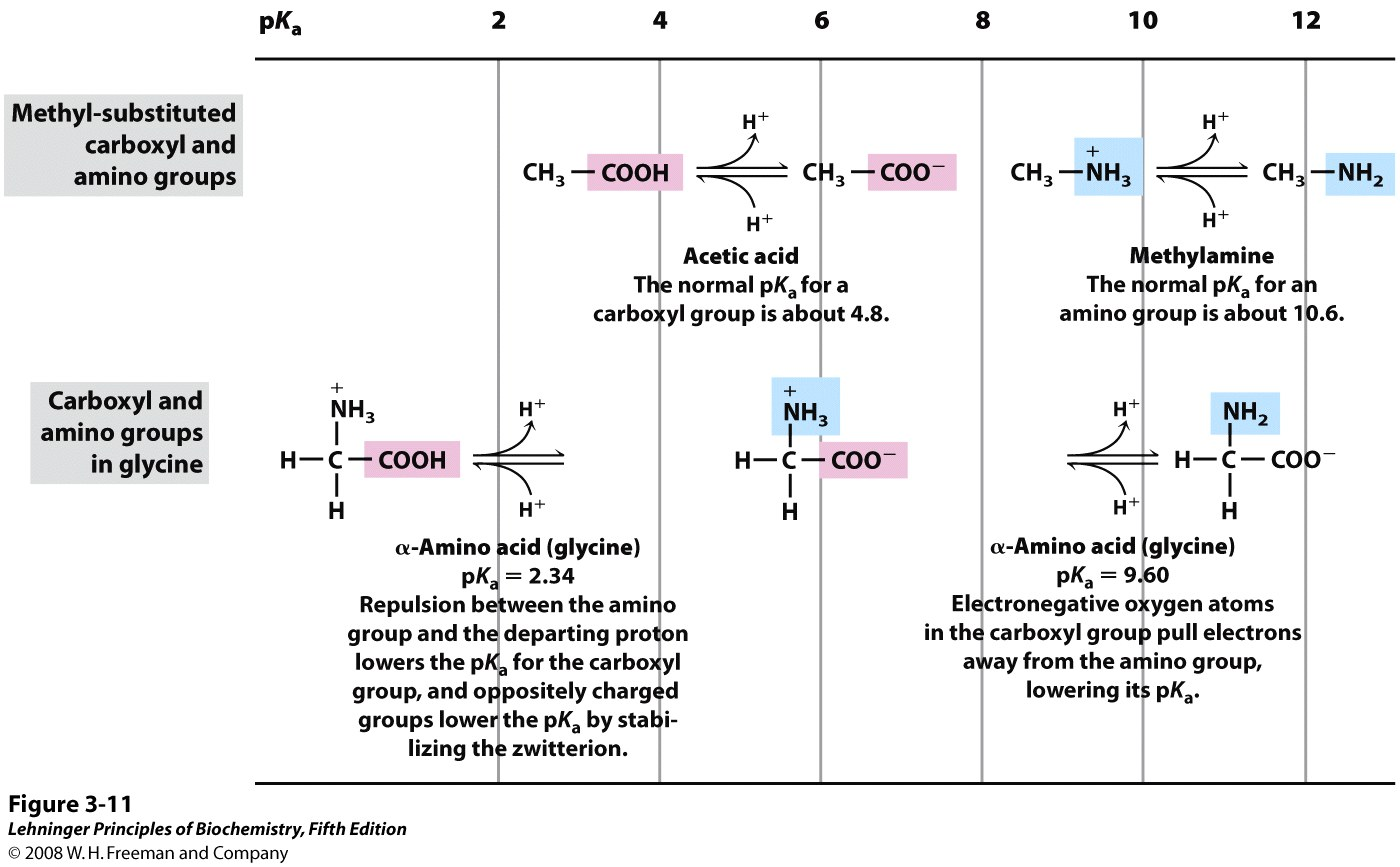 pKa 2 4 6 8 10 12
Methyl-substituted
carboxyl and
amino groups
H+
H+
CH3 — COOH
CH3 — COO−
CH3 — +NH3
CH3 — NH2
H+
H+
Acetic acid
The normal pKa for a
carboxyl group is about 4.8.
Methylamine
The normal pKa for an
amino group is about 10.6.
Carboxyl and
amino groups
in glycine
+
NH3
H — C — COOH
H
H+
H+
+
NH3
H — C — COO−
H
H+
H+
NH2
H — C — COO−
H
α-Amino acid (glycine)
pKa = 2.34
Repulsion between the amino
group and the departing proton
lowers the pKa for the carboxyl
group, and oppositely charged
groups lower the pKa by stabi-
lizing the zwitterion.
α-Amino acid (glycine)
pKa = 9.60
Electronegative oxygen atoms
in the carboxyl group pull electrons
away from the amino group,
lowering its pKa.
Figure 3-11
Lehninger Principles of Biochemistry, Fifth Edition
© 2008 W. H. Freeman and Company